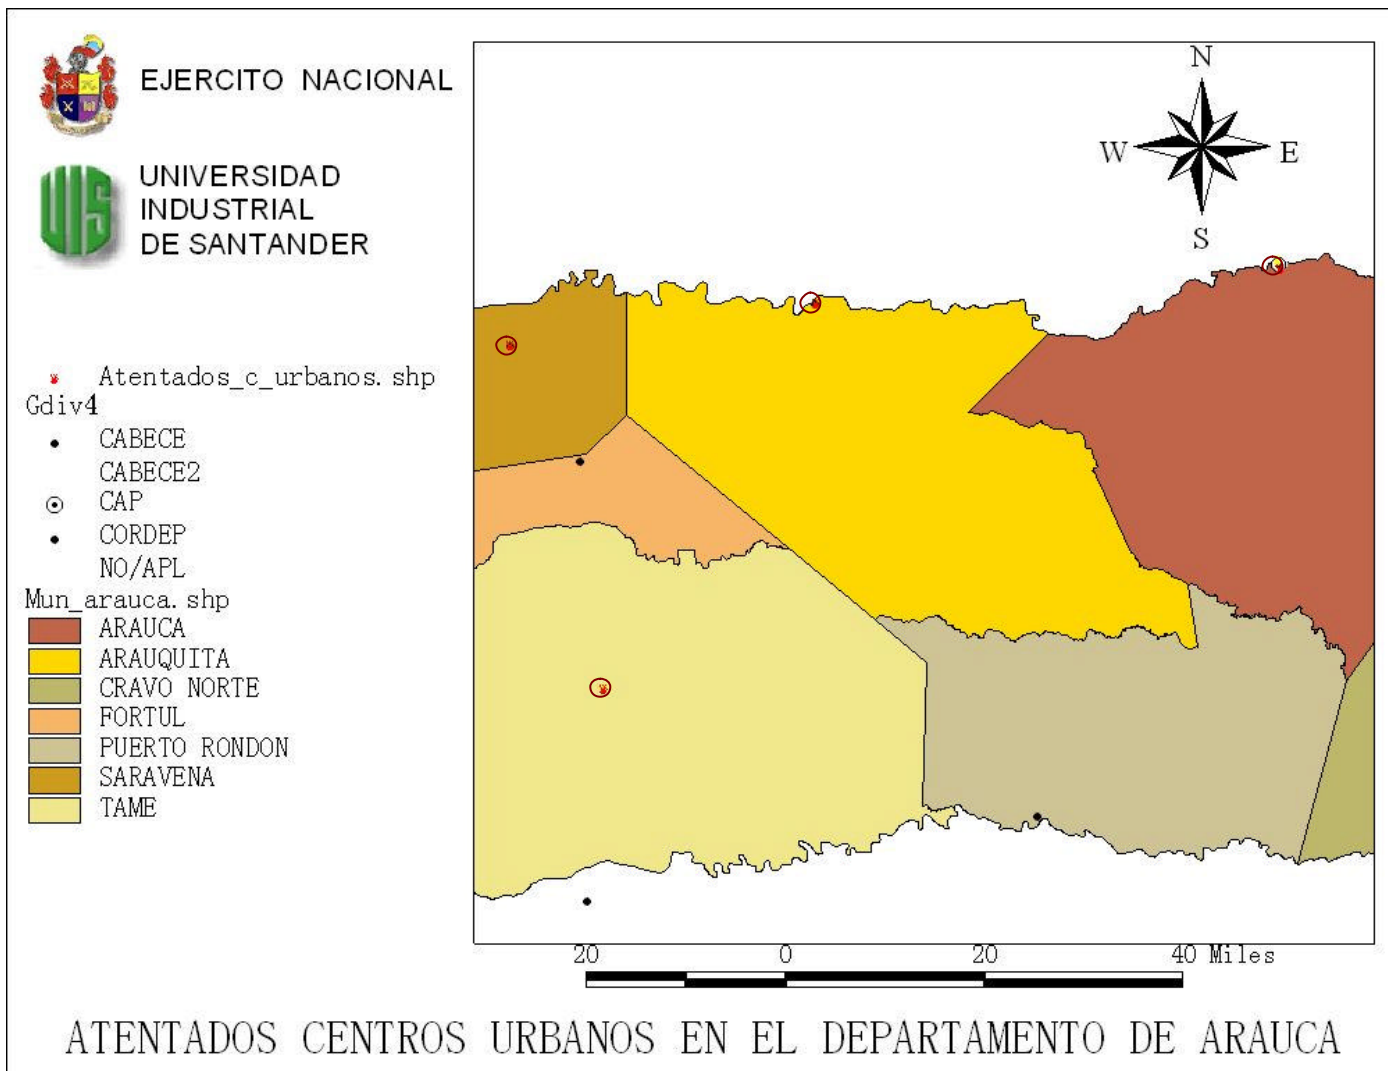 EJERCITO NACIONAL
UIS
UNIVERSIDAD
INDUSTRIAL
DE SANTANDER
N
W E
S
Atentados_c_urbanos.shp
Gdiv4
CABECE
CABECE2
CAP
CORDEP
NO/APL
Mun_arauca.shp
ARAUCA
ARAUQUITA
CRAVO NORTE
FORTUL
PUERTO RONDON
SARAVENA
TAME
20 0 20 40 Miles
ATENTADOS CENTROS URBANOS EN EL DEPARTAMENTO DE ARAUCA